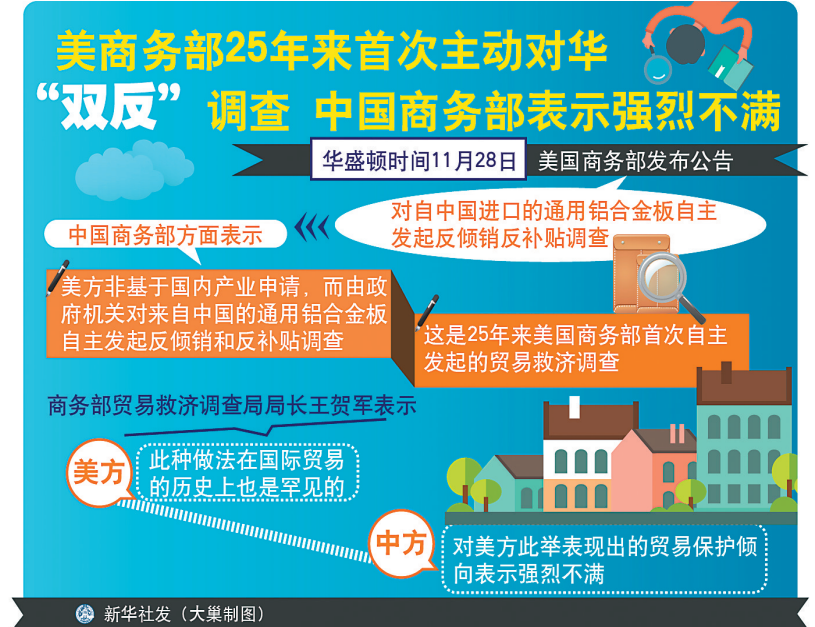 美商务部25年来首次主动对华
“双反” 调查 中国商务部表示强烈不满
华盛顿时间11月28日 美国商务部发布公告
对自中国进口的通用铝合金板自主
发起反倾销反补贴调查
中国商务部方面表示
美方非基于国内产业申请，而由政
府机关对来自中国的通用铝合金板
自主发起反倾销和反补贴调查
这是25年来美国商务部首次自主
发起的贸易救济调查
商务部贸易救济调查局局长王贺军表示
美方
此种做法在国际贸易
的历史上也是罕见的
中方
对美方此举表现出的贸易保护倾
向表示强烈不满
新华社发（大巢制图）